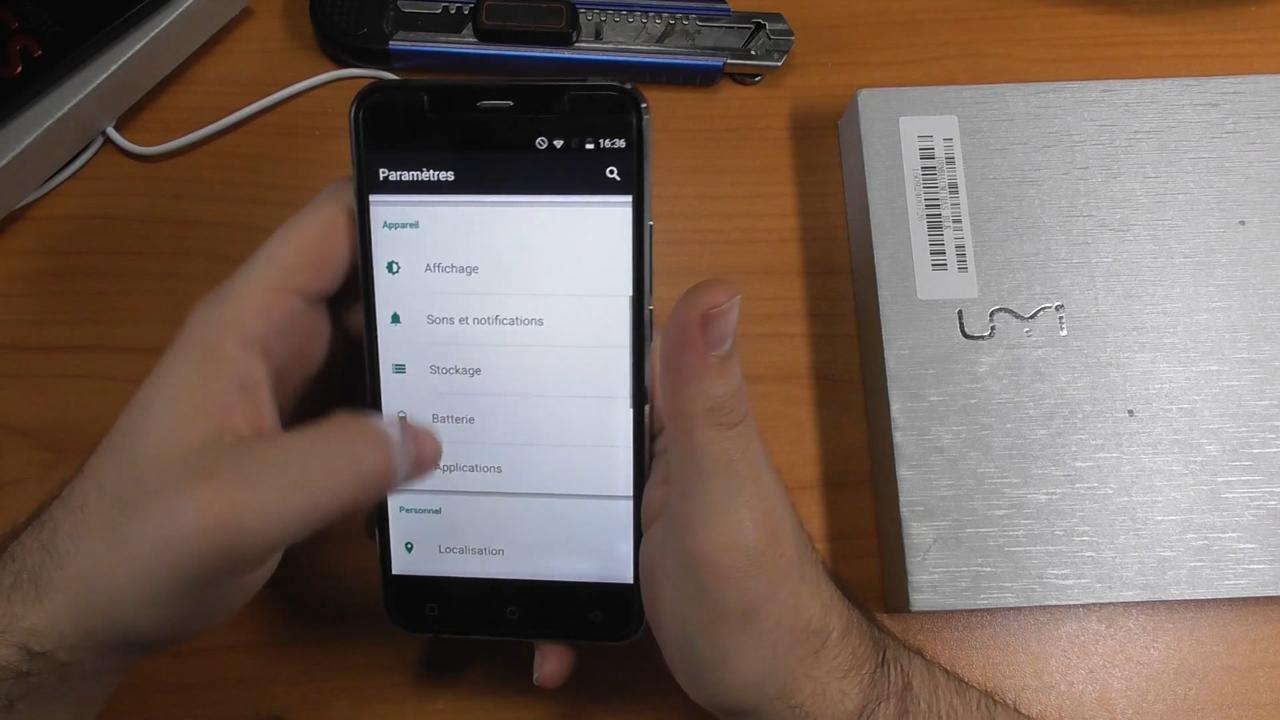 16:36
Paramètres
Appareil
Affichage
Sons et notifications
Stockage
Batterie
Applications
Personnel
Localisation
umi